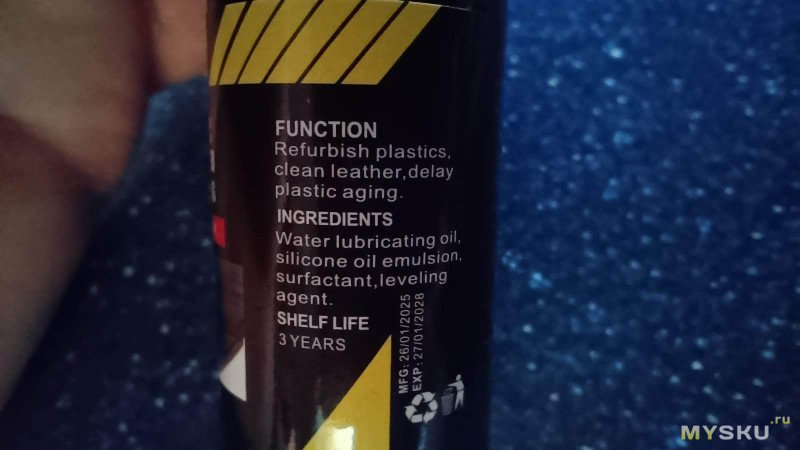 FUNCTION
Refurbish plastics,
clean leather,delay
plastic aging.
INGREDIENTS
Water lubricating oil,
silicone oil emulsion,
surfactant,leveling
agent.
SHELF LIFE
3 YEARS
MFG: 26/01/2025
EXP: 27/01/2028
MYSKU.ru